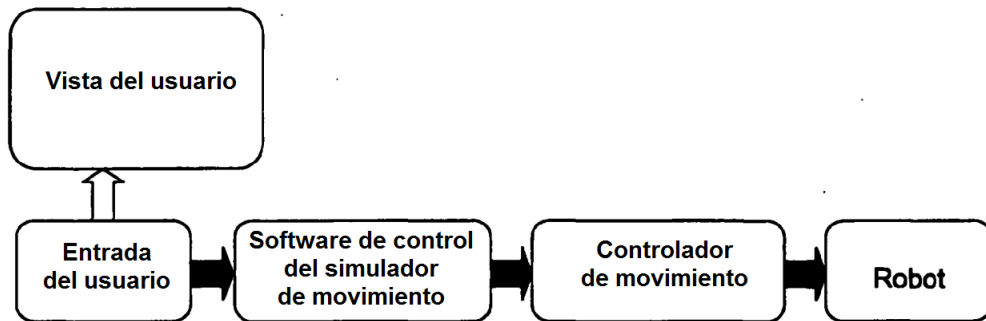 Vista del usuario
Entrada
del usuario
Software de control
del simulador
de movimiento
Controlador
de movimiento
Robot